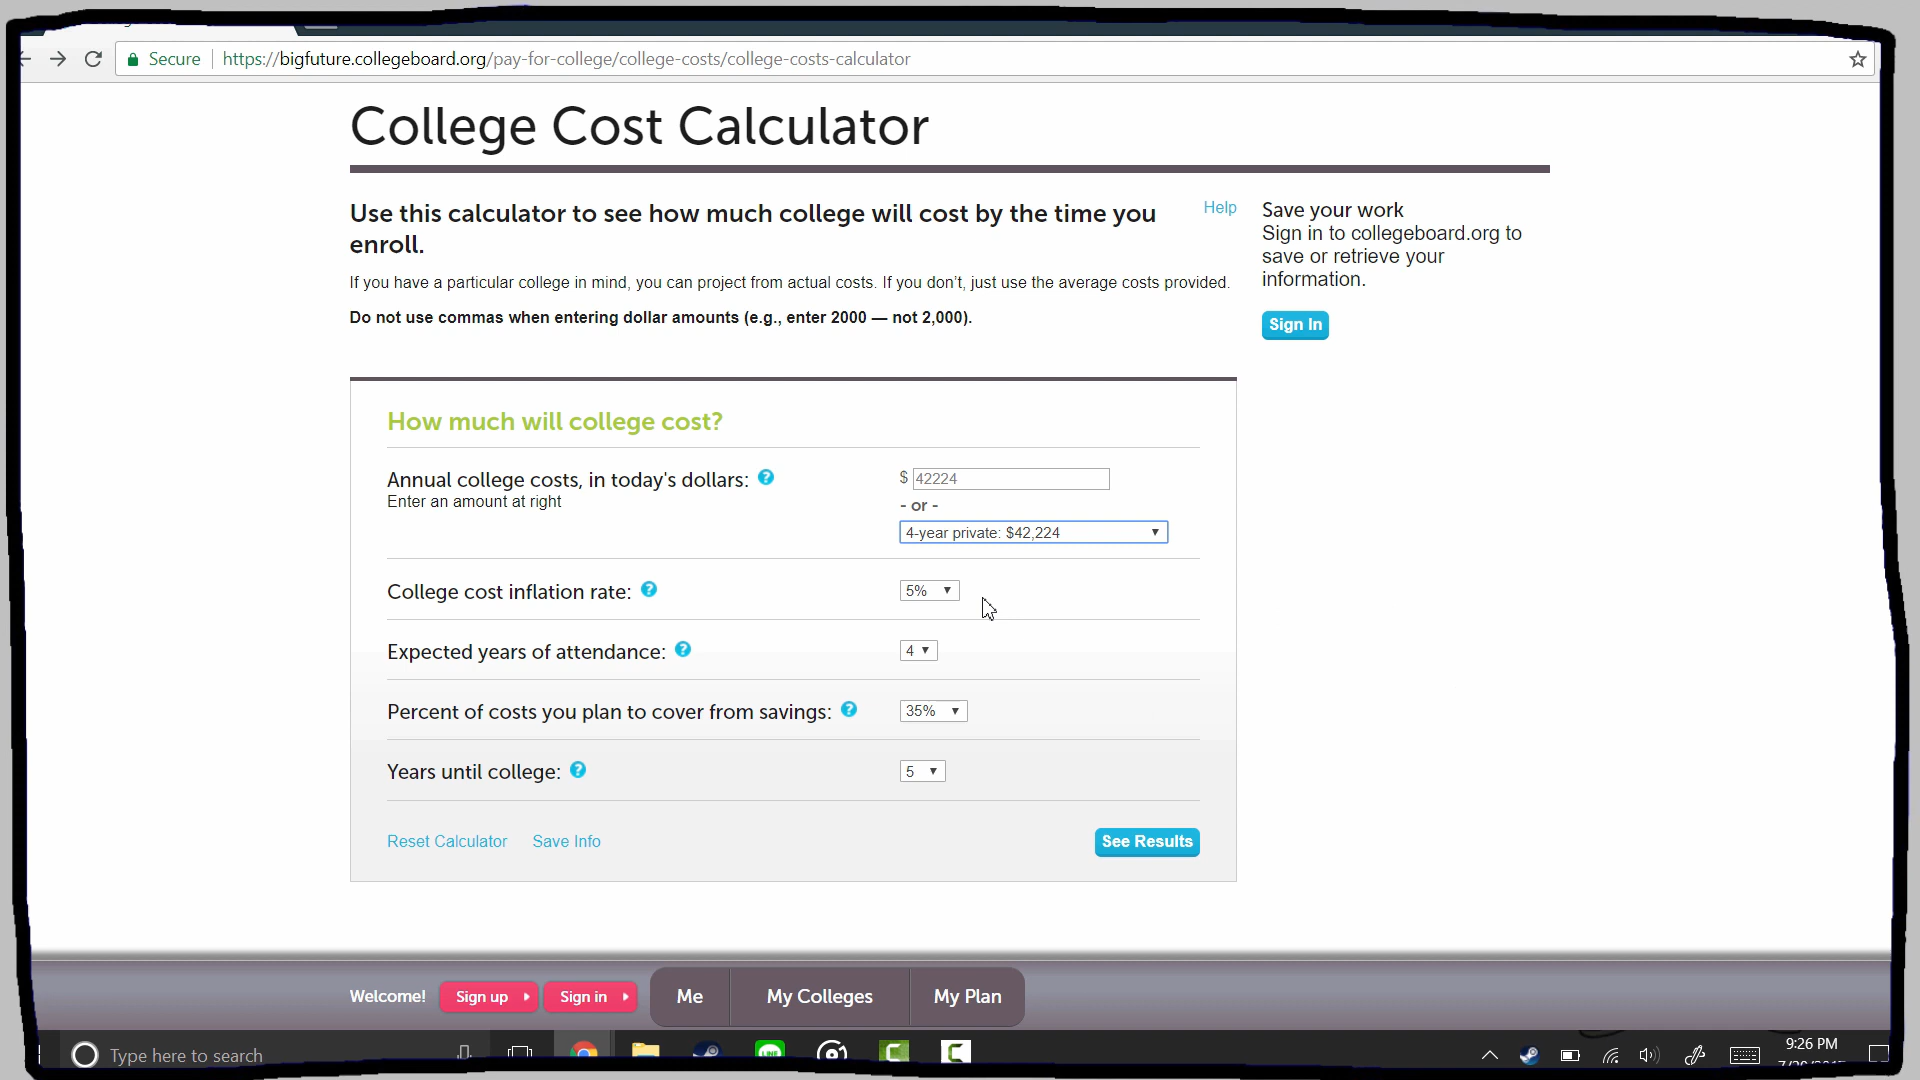 Secure https://bigfuture.collegeboard.org/pay-for-college/college-costs/college-costs-calculator
College Cost Calculator
Use this calculator to see how much college will cost by the time you
enroll.
Help
If you have a particular college in mind, you can project from actual costs. If you don't, just use the average costs provided.
Do not use commas when entering dollar amounts (e.g., enter 2000 — not 2,000).
Save your work
Sign in to collegeboard.org to
save or retrieve your
information.
Sign In
How much will college cost?
Annual college costs, in today's dollars: ?
Enter an amount at right
$ 42224
- or -
4-year private: $42,224
College cost inflation rate: ? 5%
Expected years of attendance: ? 4
Percent of costs you plan to cover from savings: ? 35%
Years until college: ? 5
Reset Calculator Save Info See Results
Welcome! Sign up Sign in Me My Colleges My Plan
Type here to search
LINE
9:26 PM